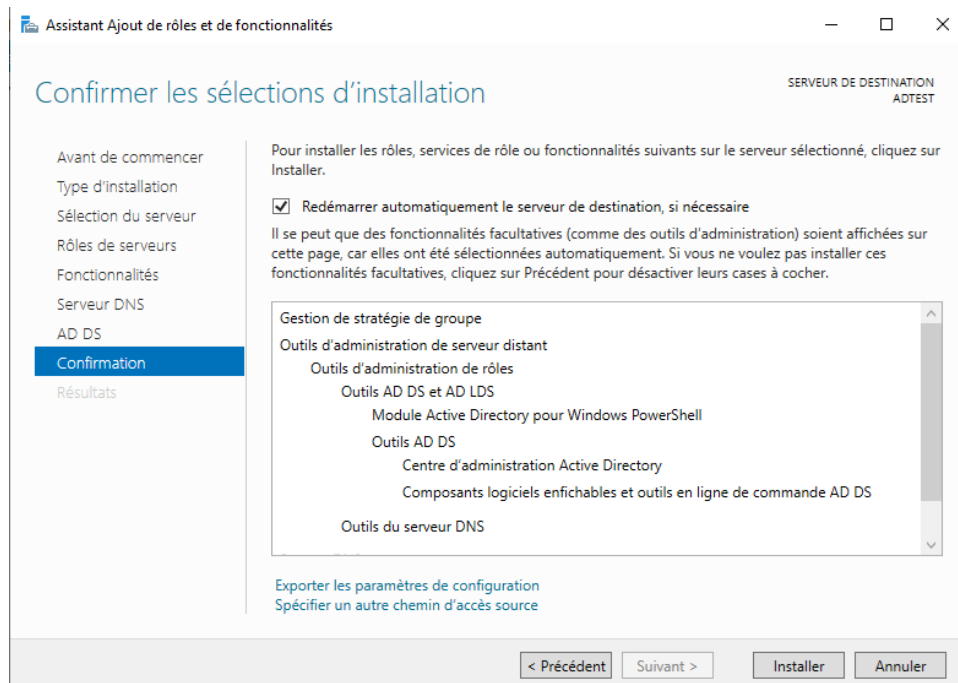 Assistant Ajout de rôles et de fonctionnalités
Confirmer les sélections d'installation
SERVEUR DE DESTINATION
ADTEST
Avant de commencer
Type d'installation
Sélection du serveur
Rôles de serveurs
Fonctionnalités
Serveur DNS
AD DS
Confirmation
Résultats
Pour installer les rôles, services de rôle ou fonctionnalités suivants sur le serveur sélectionné, cliquez sur
Installer.
Redémarrer automatiquement le serveur de destination, si nécessaire
Il se peut que des fonctionnalités facultatives (comme des outils d'administration) soient affichées sur
cette page, car elles ont été sélectionnées automatiquement. Si vous ne voulez pas installer ces
fonctionnalités facultatives, cliquez sur Précédent pour désactiver leurs cases à cocher.
Gestion de stratégie de groupe
Outils d'administration de serveur distant
Outils d'administration de rôles
Outils AD DS et AD LDS
Module Active Directory pour Windows PowerShell
Outils AD DS
Centre d'administration Active Directory
Composants logiciels enfichables et outils en ligne de commande AD DS
Outils du serveur DNS
Exporter les paramètres de configuration
Spécifier un autre chemin d'accès source
< Précédent
Suivant >
Installer
Annuler